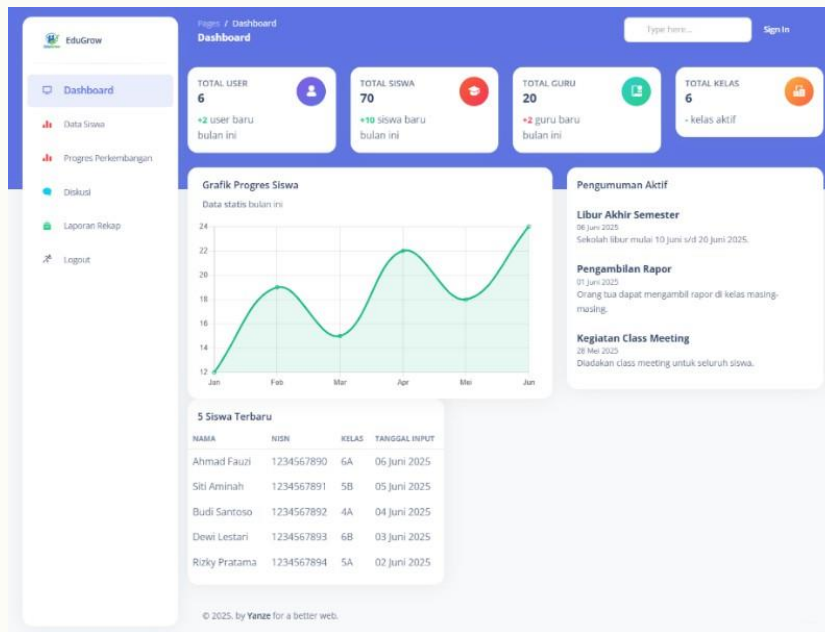 EduGrow
Dashboard
Data Siswa
Progres Perkembangan
Diskusi
Laporan Rekap
Logout
Pages / Dashboard
Dashboard
Type here...
Sign In
TOTAL USER
6
+2 user baru
bulan ini
TOTAL SISWA
70
+10 siswa baru
bulan ini
TOTAL GURU
20
+2 guru baru
bulan ini
TOTAL KELAS
6
- kelas aktif
Grafik Progres Siswa
Data statis bulan ini
24
22
20
18
16
14
12
Jan Feb Mar Apr Mei Jun
Pengumuman Aktif
Libur Akhir Semester
06 Juni 2025
Sekolah libur mulai 10 Juni s/d 20 Juni 2025.
Pengambilan Rapor
01 Juni 2025
Orang tua dapat mengambil rapor di kelas masing-
masing.
Kegiatan Class Meeting
28 Mei 2025
Diadakan class meeting untuk seluruh siswa.
5 Siswa Terbaru
NAMA NISN KELAS TANGGAL INPUT
Ahmad Fauzi 1234567890 6A 06 Juni 2025
Siti Aminah 1234567891 5B 05 Juni 2025
Budi Santoso 1234567892 4A 04 Juni 2025
Dewi Lestari 1234567893 6B 03 Juni 2025
Rizky Pratama 1234567894 5A 02 Juni 2025
© 2025, by Yanze for a better web.